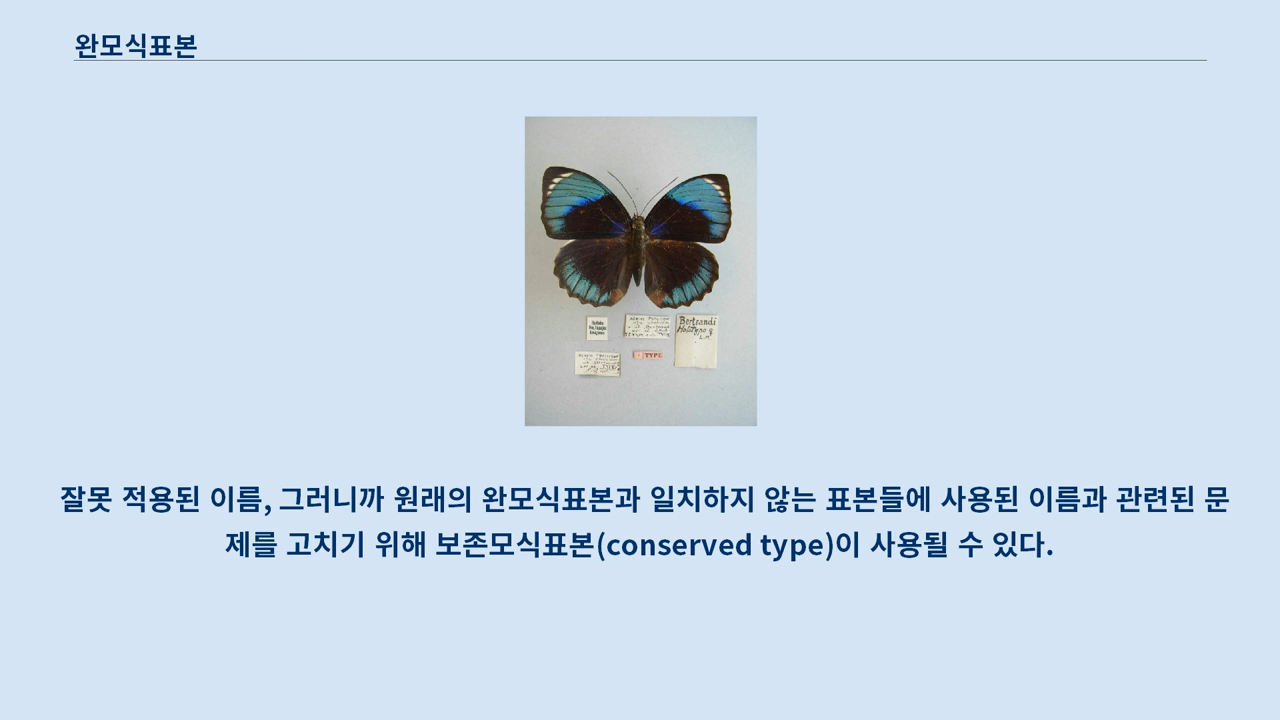 완모식표본
Bertrandi
Holotype
TYPE
잘못 적용된 이름, 그러니까 원래의 완모식표본과 일치하지 않는 표본들에 사용된 이름과 관련된 문
제를 고치기 위해 보존모식표본(conserved type)이 사용될 수 있다.